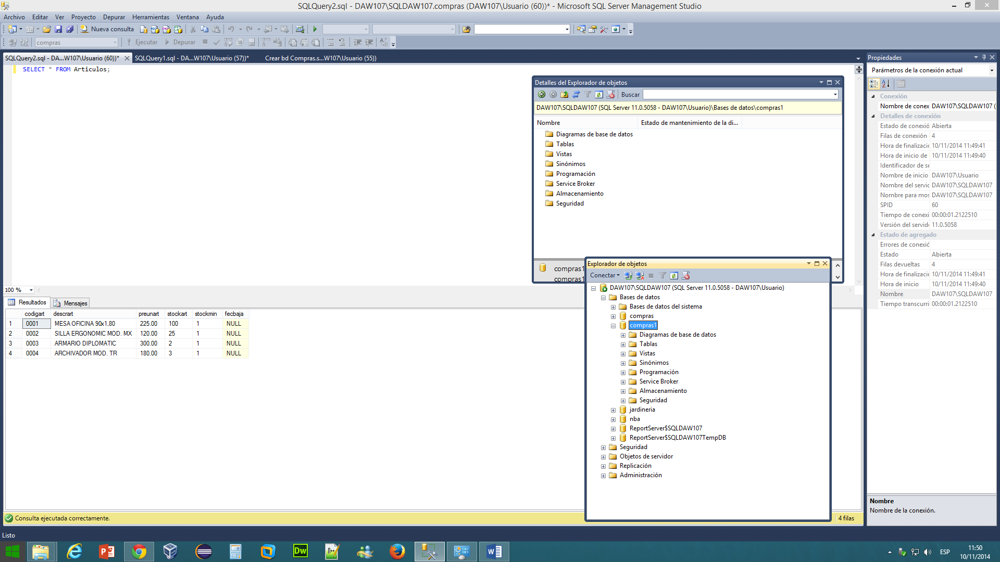 SQLQuery2.sql - DAW107\SQLDAW107.compras (DAW107\Usuario (60))* - Microsoft SQL Server Management Studio
Archivo Editar Ver Proyecto Depurar Herramientas Ventana Ayuda
Nueva consulta
compras Ejecutar Depurar
SQLQuery2.sql - DA...W107\Usuario (60))* SQLQuery1.sql - DA...W107\Usuario (57))* Crear bd Compras.s...W107\Usuario (55))
SELECT * FROM Articulos;
100 %
Resultados Mensajes
codigart descrart preunart stockart stockmin fecbaja
1 0001 MESA OFICINA 90x1,80 225.00 100 1 NULL
2 0002 SILLA ERGONOMIC MOD. MX 120.00 25 1 NULL
3 0003 ARMARIO DIPLOMATIC 300.00 2 1 NULL
4 0004 ARCHIVADOR MOD. TR 180.00 3 1 NULL
Consulta ejecutada correctamente.
4 filas
Detalles del Explorador de objetos
Buscar
DAW107\SQLDAW107 (SQL Server 11.0.5058 - DAW107\Usuario)\Bases de datos\compras1
Nombre Estado de mantenimiento de la di...
Diagramas de base de datos
Tablas
Vistas
Sinónimos
Programación
Service Broker
Almacenamiento
Seguridad
compras1
compras1
Explorador de objetos
Conectar
DAW107\SQLDAW107 (SQL Server 11.0.5058 - DAW107\Usuario)
Bases de datos
Bases de datos del sistema
compras
compras1
Diagramas de base de datos
Tablas
Vistas
Sinónimos
Programación
Service Broker
Almacenamiento
Seguridad
jardineria
nba
ReportServer$SQLDAW107
ReportServer$SQLDAW107TempDB
Seguridad
Objetos de servidor
Replicación
Administración
Propiedades
Parámetros de la conexión actual
Conexión
Nombre de conex DAW107\SQLDAW107 (
Detalles de conexión
Estado de conexió Abierta
Filas de conexión 4
Hora de finalizació 10/11/2014 11:49:41
Hora de inicio de 10/11/2014 11:49:40
Identificador de se
Nombre de inicio DAW107\Usuario
Nombre del servic DAW107\SQLDAW107
Nombre para mos DAW107\SQLDAW107
SPID 60
Tiempo de conexi 00:00:01.2122510
Versión del servid 11.0.5058
Estado de agregado
Errores de conexió
Estado Abierta
Filas devueltas 4
Hora de finalizació 10/11/2014 11:49:41
Hora de inicio 10/11/2014 11:49:40
Nombre DAW107\SQLDAW107
Tiempo transcurri 00:00:01.2122510
Nombre
Nombre de la conexión.
Listo
ESP
11:50
10/11/2014